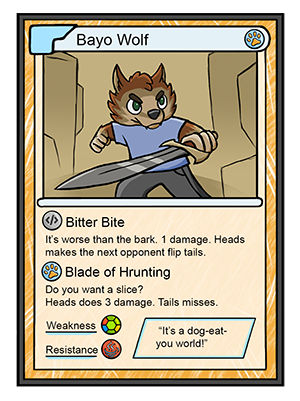 Bayo Wolf
Bitter Bite
It's worse than the bark. 1 damage. Heads
makes the next opponent flip tails.
Blade of Hrunting
Do you want a slice?
Heads does 3 damage. Tails misses.
Weakness
Resistance
"It's a dog-eat-
you world!"